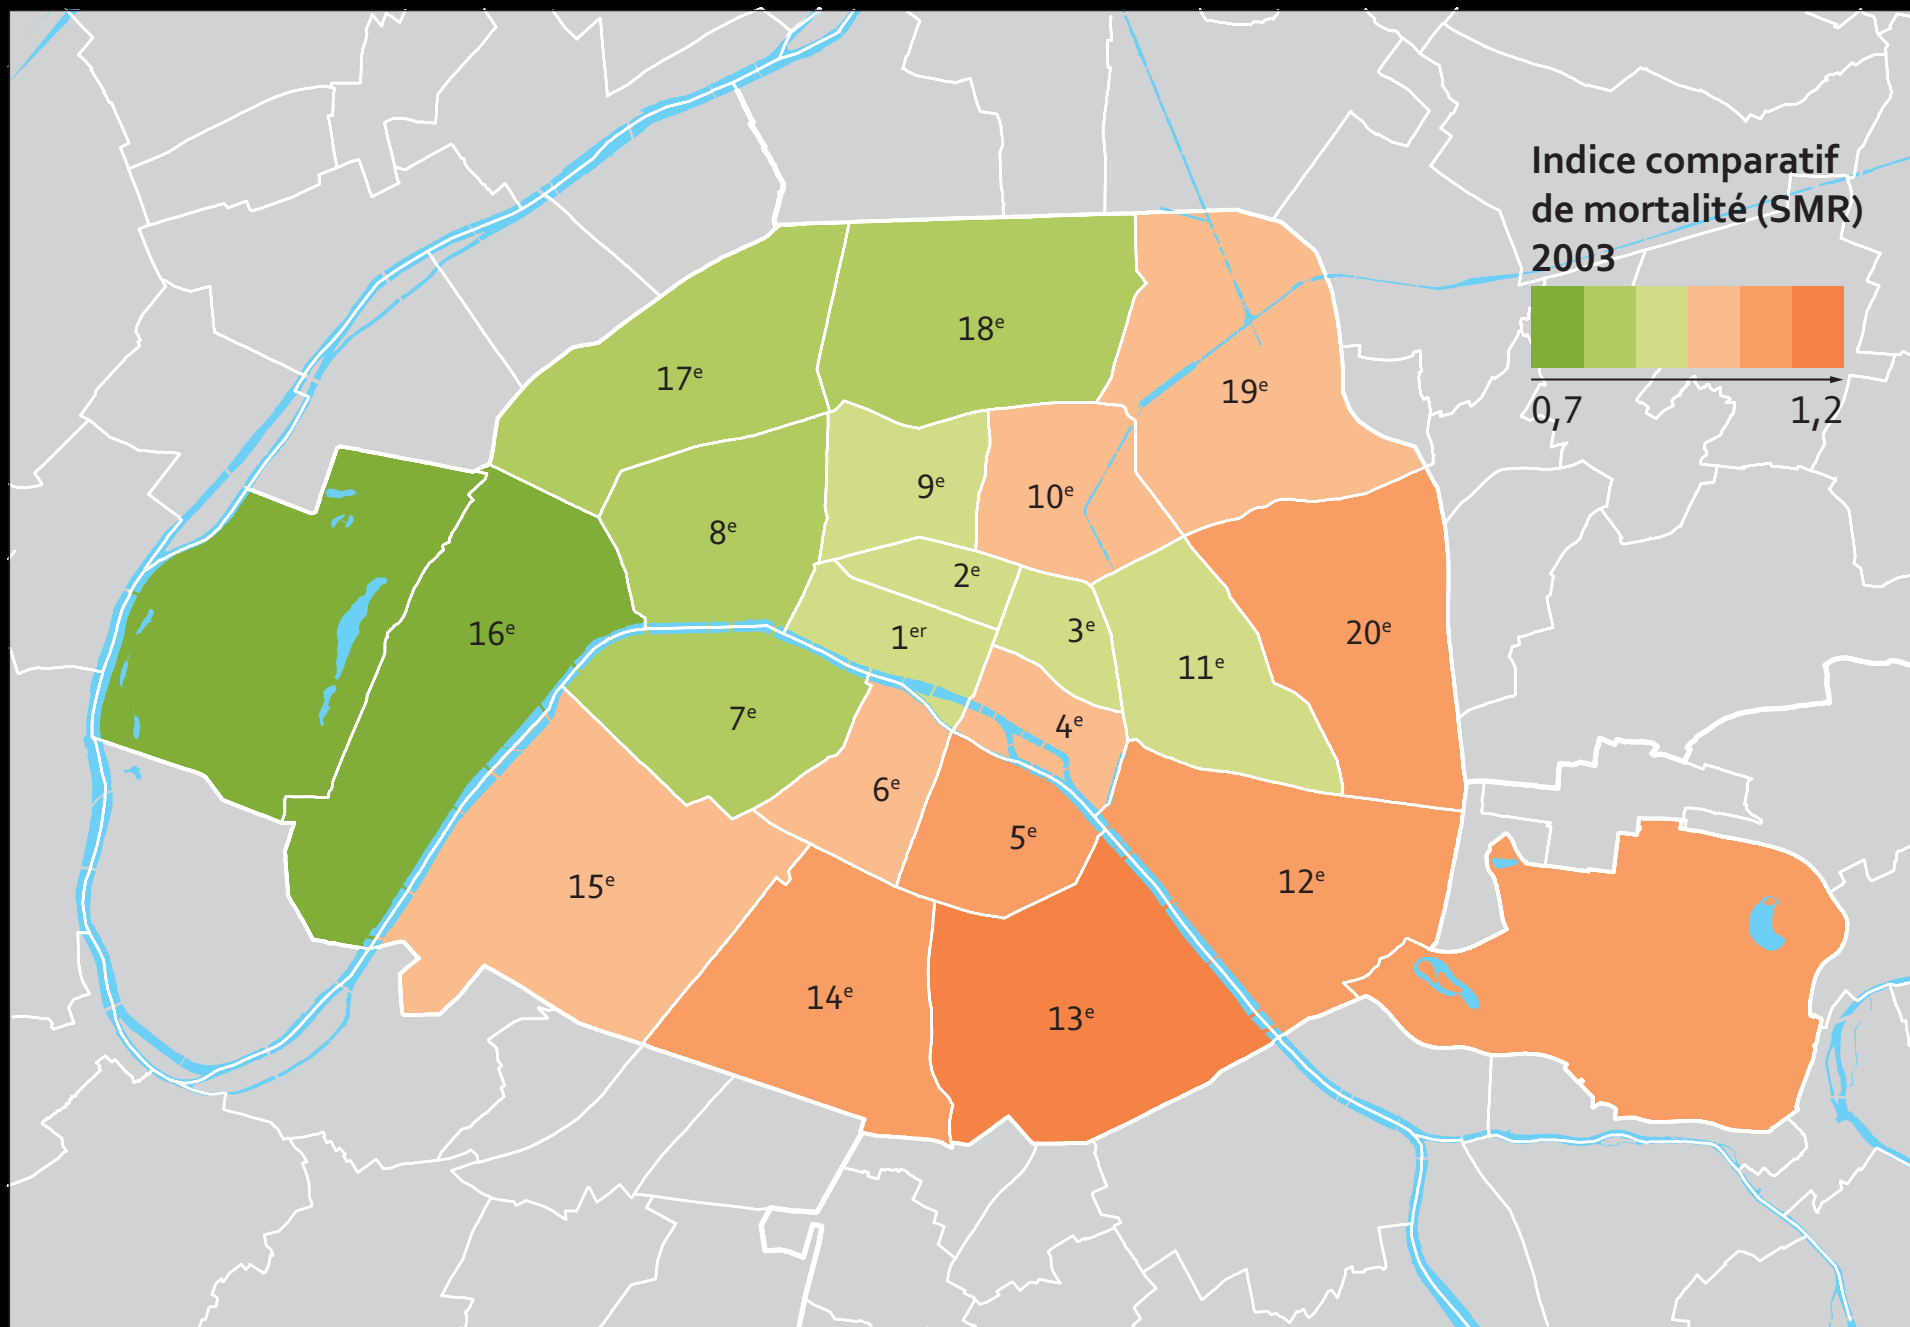 Indice comparatif
de mortalité (SMR)
2003
0,7 1,2
18ᵉ
17ᵉ
19ᵉ
9ᵉ
10ᵉ
8ᵉ
2ᵉ
16ᵉ
1ᵉʳ
3ᵉ
20ᵉ
11ᵉ
7ᵉ
4ᵉ
6ᵉ
5ᵉ
15ᵉ
12ᵉ
14ᵉ
13ᵉ